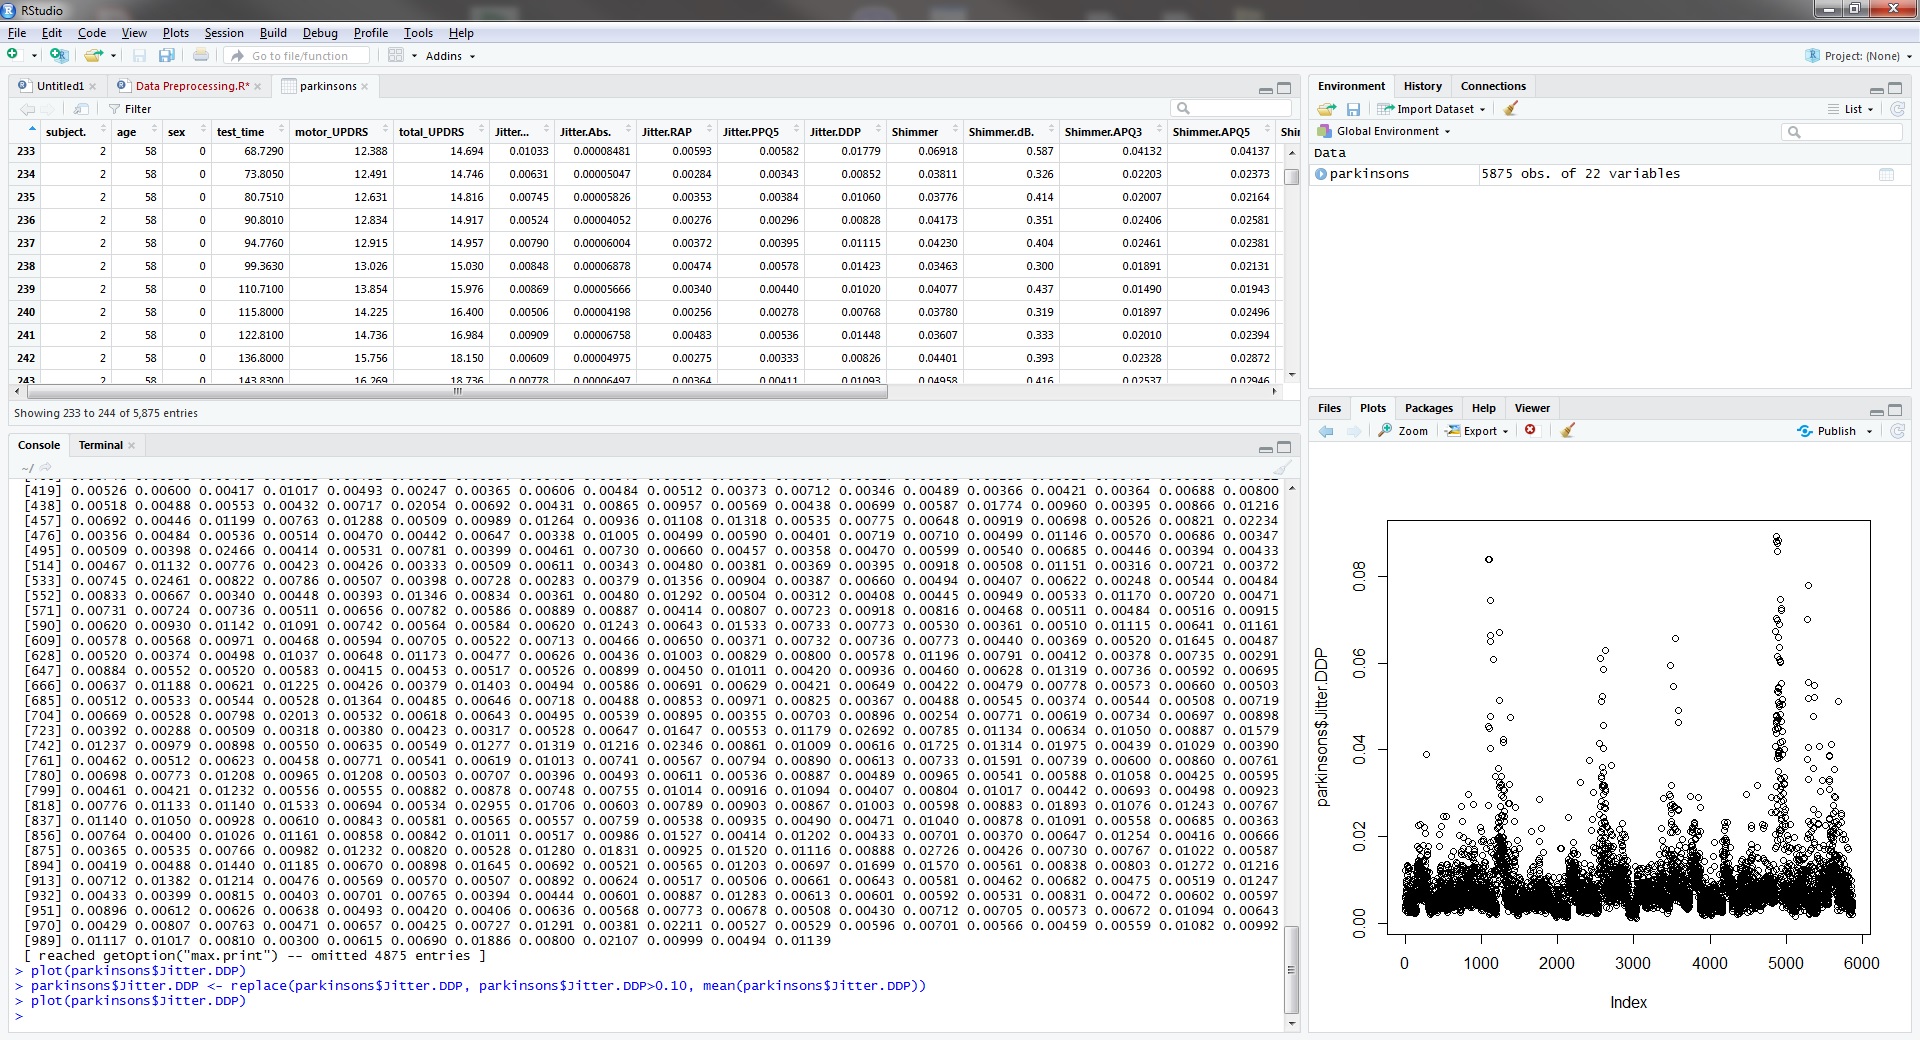 RStudio
File Edit Code View Plots Session Build Debug Profile Tools Help
Go to file/function Addins Project: (None)
Untitled1 Data Preprocessing.R* parkinsons
Filter
subject. age sex test_time motor_UPDRS total_UPDRS Jitter... Jitter.Abs. Jitter.RAP Jitter.PPQ5 Jitter.DDP Shimmer Shimmer.dB. Shimmer.APQ3 Shimmer.APQ5 Shir
233 2 58 0 68.7290 12.388 14.694 0.01033 0.00008481 0.00593 0.00582 0.01779 0.06918 0.587 0.04132 0.04137
234 2 58 0 73.8050 12.491 14.746 0.00631 0.00005047 0.00284 0.00343 0.00852 0.03811 0.326 0.02203 0.02373
235 2 58 0 80.7510 12.631 14.816 0.00745 0.00005826 0.00353 0.00384 0.01060 0.03776 0.414 0.02007 0.02164
236 2 58 0 90.8010 12.834 14.917 0.00524 0.00004052 0.00276 0.00296 0.00828 0.04173 0.351 0.02406 0.02581
237 2 58 0 94.7760 12.915 14.957 0.00790 0.00006004 0.00372 0.00395 0.01115 0.04230 0.404 0.02461 0.02381
238 2 58 0 99.3630 13.026 15.030 0.00848 0.00006878 0.00474 0.00578 0.01423 0.03463 0.300 0.01891 0.02131
239 2 58 0 110.7100 13.854 15.976 0.00869 0.00005666 0.00340 0.00440 0.01020 0.04077 0.437 0.01490 0.01943
240 2 58 0 115.8000 14.225 16.400 0.00506 0.00004198 0.00256 0.00278 0.00768 0.03780 0.319 0.01897 0.02496
241 2 58 0 122.8100 14.736 16.984 0.00909 0.00006758 0.00483 0.00536 0.01448 0.03607 0.333 0.02010 0.02394
242 2 58 0 136.8000 15.756 18.150 0.00609 0.00004975 0.00275 0.00333 0.00826 0.04401 0.393 0.02328 0.02872
243 2 58 0 143.8300 16.269 18.736 0.00778 0.00006497 0.00364 0.00411 0.01093 0.04958 0.416 0.02537 0.02946
Showing 233 to 244 of 5,875 entries
Console Terminal
~/
[419] 0.00526 0.00600 0.00417 0.01017 0.00493 0.00247 0.00365 0.00606 0.00484 0.00512 0.00373 0.00712 0.00346 0.00489 0.00366 0.00421 0.00364 0.00688 0.00800
[438] 0.00518 0.00488 0.00553 0.00432 0.00717 0.02054 0.00692 0.00431 0.00865 0.00957 0.00569 0.00438 0.00699 0.00587 0.01774 0.00960 0.00395 0.00866 0.01216
[457] 0.00692 0.00446 0.01199 0.00763 0.01288 0.00509 0.00989 0.01264 0.00936 0.01108 0.01318 0.00535 0.00775 0.00648 0.00919 0.00698 0.00526 0.00821 0.02234
[476] 0.00356 0.00484 0.00536 0.00514 0.00470 0.00442 0.00647 0.00338 0.01005 0.00499 0.00590 0.00401 0.00719 0.00710 0.00499 0.01146 0.00570 0.00686 0.00347
[495] 0.00509 0.00398 0.02466 0.00414 0.00531 0.00781 0.00399 0.00461 0.00730 0.00660 0.00457 0.00358 0.00470 0.00599 0.00540 0.00685 0.00446 0.00394 0.00433
[514] 0.00467 0.01132 0.00776 0.00423 0.00426 0.00333 0.00509 0.00611 0.00343 0.00480 0.00381 0.00369 0.00395 0.00918 0.00508 0.01151 0.00316 0.00721 0.00372
[533] 0.00745 0.02461 0.00822 0.00786 0.00507 0.00398 0.00728 0.00283 0.00379 0.01356 0.00904 0.00387 0.00660 0.00494 0.00407 0.00622 0.00248 0.00544 0.00484
[552] 0.00833 0.00667 0.00340 0.00448 0.00393 0.01346 0.00834 0.00361 0.00480 0.01292 0.00504 0.00312 0.00408 0.00445 0.00949 0.00533 0.01170 0.00720 0.00471
[571] 0.00731 0.00724 0.00736 0.00511 0.00656 0.00782 0.00586 0.00889 0.00887 0.00414 0.00807 0.00723 0.00918 0.00816 0.00468 0.00511 0.00484 0.00516 0.00915
[590] 0.00620 0.00930 0.01142 0.01091 0.00742 0.00564 0.00584 0.00620 0.01243 0.00643 0.01533 0.00733 0.00773 0.00530 0.00361 0.00510 0.01115 0.00641 0.01161
[609] 0.00578 0.00568 0.00971 0.00468 0.00594 0.00705 0.00522 0.00713 0.00466 0.00650 0.00371 0.00732 0.00736 0.00773 0.00440 0.00369 0.00520 0.01645 0.00487
[628] 0.00520 0.00374 0.00498 0.01037 0.00648 0.01173 0.00477 0.00626 0.00436 0.01003 0.00829 0.00800 0.00578 0.01196 0.00791 0.00412 0.00378 0.00735 0.00291
[647] 0.00884 0.00552 0.00520 0.00583 0.00415 0.00453 0.00517 0.00526 0.00899 0.00450 0.01011 0.00420 0.00936 0.00460 0.00628 0.01319 0.00736 0.00592 0.00695
[666] 0.00637 0.01188 0.00621 0.01225 0.00426 0.00379 0.01403 0.00494 0.00586 0.00691 0.00629 0.00421 0.00649 0.00422 0.00479 0.00778 0.00573 0.00660 0.00503
[685] 0.00512 0.00533 0.00544 0.00528 0.01364 0.00485 0.00646 0.00718 0.00488 0.00853 0.00971 0.00825 0.00367 0.00488 0.00545 0.00374 0.00544 0.00508 0.00719
[704] 0.00669 0.00528 0.00798 0.02013 0.00532 0.00618 0.00643 0.00495 0.00539 0.00895 0.00355 0.00703 0.00896 0.00254 0.00771 0.00619 0.00734 0.00697 0.00898
[723] 0.00392 0.00288 0.00509 0.00318 0.00380 0.00423 0.00317 0.00528 0.00647 0.01647 0.00553 0.01179 0.02692 0.00785 0.01134 0.00634 0.01050 0.00887 0.01579
[742] 0.01237 0.00979 0.00898 0.00550 0.00635 0.00549 0.01277 0.01319 0.01216 0.02346 0.00861 0.01009 0.00616 0.01725 0.01314 0.01975 0.00439 0.01029 0.00390
[761] 0.00462 0.00512 0.00623 0.00458 0.00771 0.00541 0.00619 0.01013 0.00741 0.00567 0.00794 0.00890 0.00613 0.00733 0.01591 0.00739 0.00600 0.00860 0.00761
[780] 0.00698 0.00773 0.01208 0.00965 0.01208 0.00503 0.00707 0.00396 0.00493 0.00611 0.00536 0.00887 0.00489 0.00965 0.00541 0.00588 0.01058 0.00425 0.00595
[799] 0.00461 0.00421 0.01232 0.00556 0.00555 0.00882 0.00878 0.00748 0.00755 0.01014 0.00916 0.01094 0.00407 0.00804 0.01017 0.00442 0.00693 0.00498 0.00923
[818] 0.00776 0.01133 0.01140 0.01533 0.00694 0.00534 0.02955 0.01706 0.00603 0.00789 0.00903 0.00867 0.01003 0.00598 0.00883 0.01893 0.01076 0.01243 0.00767
[837] 0.01140 0.01050 0.00928 0.00610 0.00843 0.00581 0.00565 0.00557 0.00759 0.00538 0.00935 0.00490 0.00471 0.01040 0.00878 0.01091 0.00558 0.00685 0.00363
[856] 0.00764 0.00400 0.01026 0.01161 0.00858 0.00842 0.01011 0.00517 0.00986 0.01527 0.00414 0.01202 0.00433 0.00701 0.00370 0.00647 0.01254 0.00416 0.00666
[875] 0.00365 0.00535 0.00766 0.00982 0.01223 0.00820 0.00528 0.01280 0.01831 0.00925 0.01520 0.01116 0.00888 0.02726 0.00426 0.00730 0.00767 0.01022 0.00587
[894] 0.00419 0.00488 0.01440 0.01185 0.00670 0.00898 0.01645 0.00692 0.00521 0.00565 0.01203 0.00697 0.01699 0.01570 0.00561 0.00838 0.00803 0.01272 0.01216
[913] 0.00712 0.01382 0.01214 0.00476 0.00569 0.00570 0.00507 0.00892 0.00624 0.00517 0.00506 0.00661 0.00643 0.00581 0.00462 0.00682 0.00475 0.00519 0.01247
[932] 0.00433 0.00399 0.00815 0.00403 0.00701 0.00765 0.00394 0.00444 0.00601 0.00887 0.01283 0.00613 0.00601 0.00592 0.00531 0.00831 0.00472 0.00602 0.00597
[951] 0.00896 0.00612 0.00626 0.00638 0.00493 0.00420 0.00406 0.00636 0.00568 0.00773 0.00678 0.00508 0.00430 0.00712 0.00705 0.00573 0.00672 0.01094 0.00643
[970] 0.00429 0.00807 0.00763 0.00471 0.00657 0.00425 0.00727 0.01291 0.00381 0.02211 0.00527 0.00529 0.00596 0.00701 0.00566 0.00459 0.00559 0.01082 0.00992
[989] 0.01117 0.01017 0.00810 0.00300 0.00615 0.00690 0.01886 0.00800 0.02107 0.00999 0.00494 0.01139
[ reached getOption("max.print") -- omitted 4875 entries ]
> plot(parkinsons$Jitter.DDP)
> parkinsons$Jitter.DDP <- replace(parkinsons$Jitter.DDP, parkinsons$Jitter.DDP>0.10, mean(parkinsons$Jitter.DDP))
> plot(parkinsons$Jitter.DDP)
>
Environment History Connections
Import Dataset List
Global Environment
Data
parkinsons 5875 obs. of 22 variables
Files Plots Packages Help Viewer
Zoom Export Publish
parkinsons$Jitter.DDP
0.08
0.06
0.04
0.02
0.00
0 1000 2000 3000 4000 5000 6000
Index